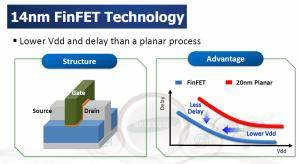 14nm FinFET Technology
▪ Lower Vdd and delay than a planar process
Structure
Gate
Source
Drain
Advantage
FinFET
20nm Planar
Delay
Less
Delay
Lower Vdd
Vdd